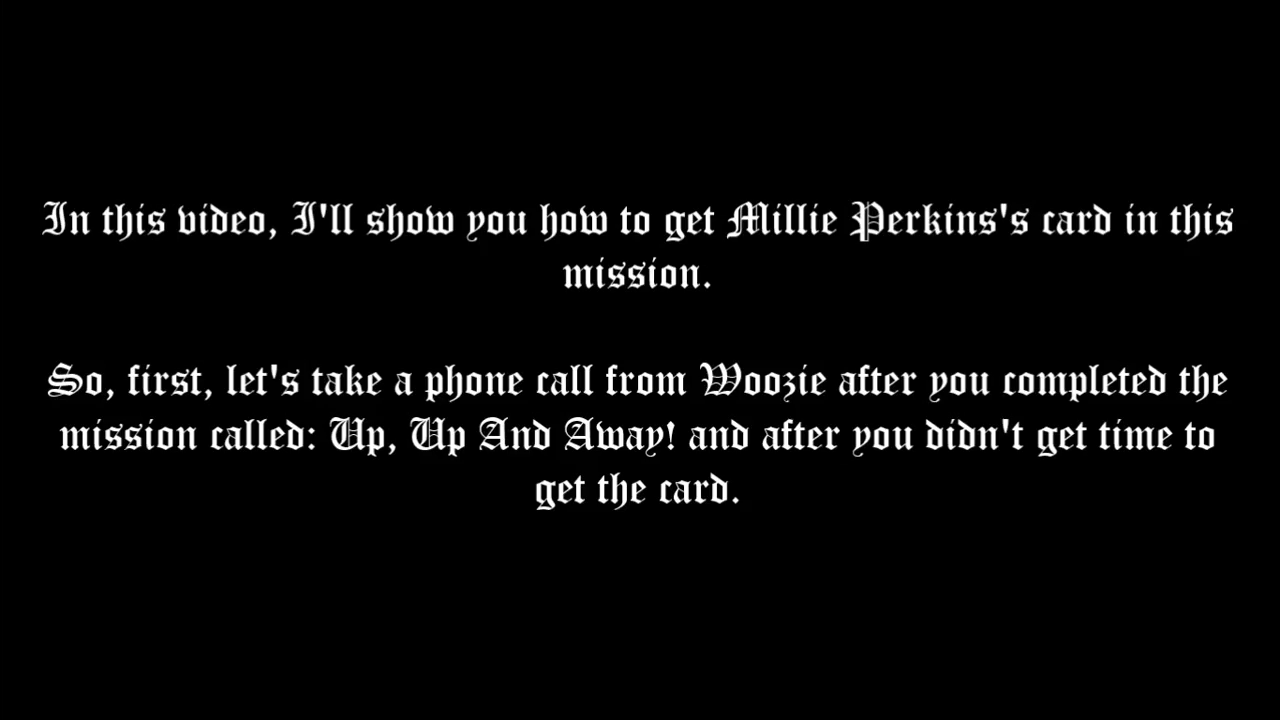 In this video, I'll show you how to get Millie Perkins's card in this
mission.
So, first, let's take a phone call from Woozie after you completed the
mission called: Up, Up And Away! and after you didn't get time to
get the card.